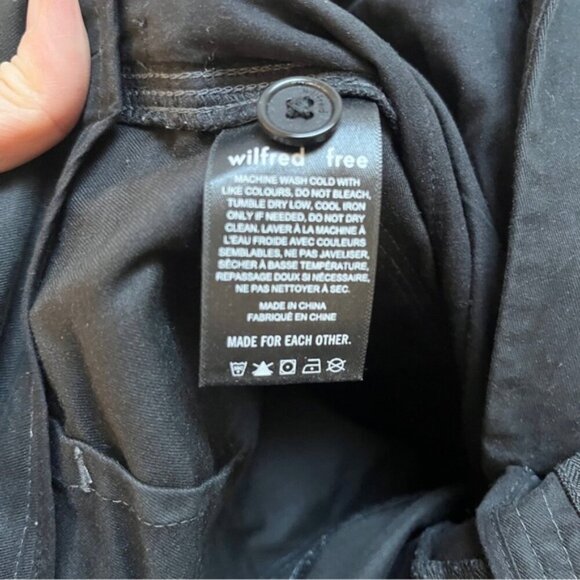 wilfred free
MACHINE WASH COLD WITH
LIKE COLOURS, DO NOT BLEACH,
TUMBLE DRY LOW, COOL IRON
ONLY IF NEEDED, DO NOT DRY
CLEAN. LAVER À LA MACHINE À
L'EAU FROIDE AVEC COULEURS
SEMBLABLES, NE PAS JAVELISER,
SÉCHER À BASSE TEMPÉRATURE,
REPASSAGE DOUX SI NÉCESSAIRE,
NE PAS NETTOYER À SEC.
MADE IN CHINA
FABRIQUÉ EN CHINE
MADE FOR EACH OTHER.